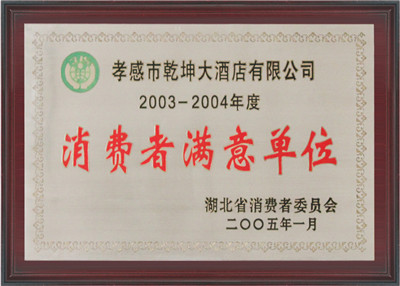 孝感市乾坤大酒店有限公司
2003-2004年度
消费者满意单位
湖北省消费者委员会
二〇〇五年一月